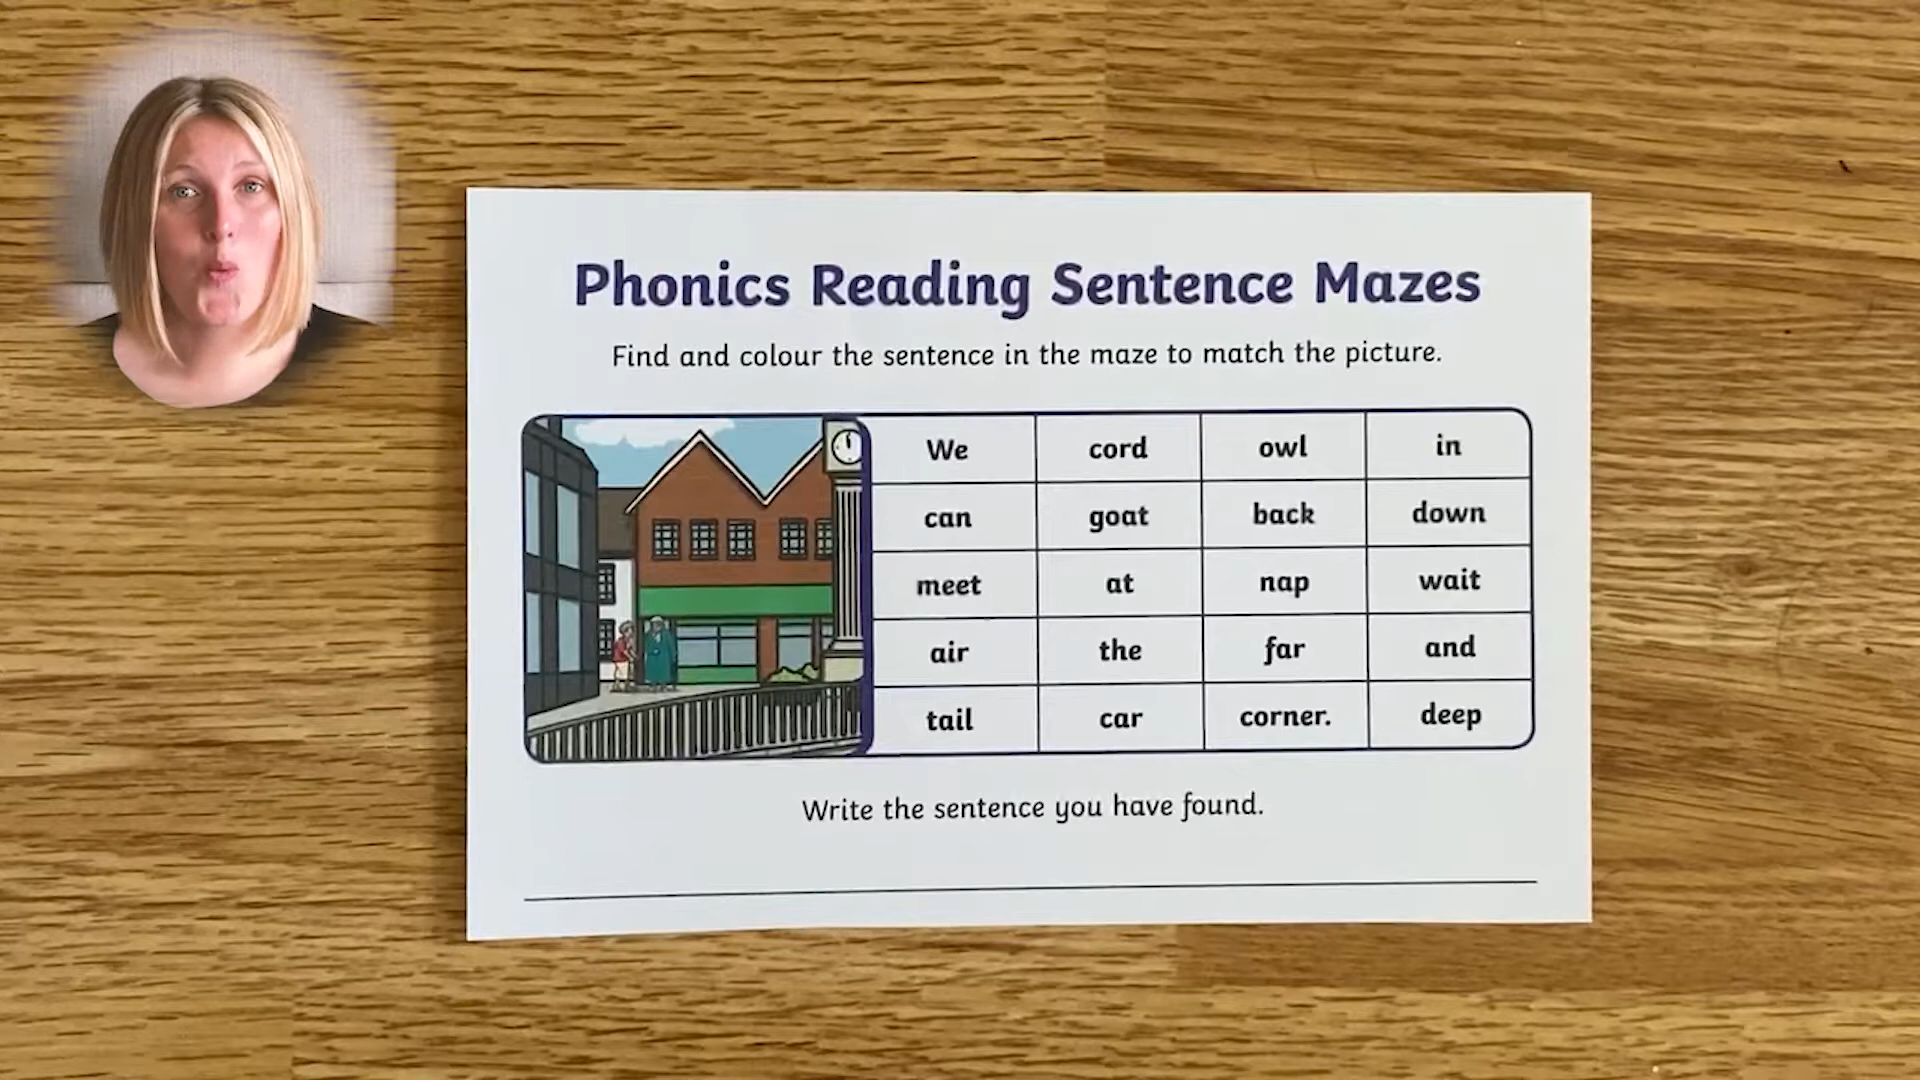 Phonics Reading Sentence Mazes
Find and colour the sentence in the maze to match the picture.
We cord owl in
can goat back down
meet at nap wait
air the far and
tail car corner. deep
Write the sentence you have found.